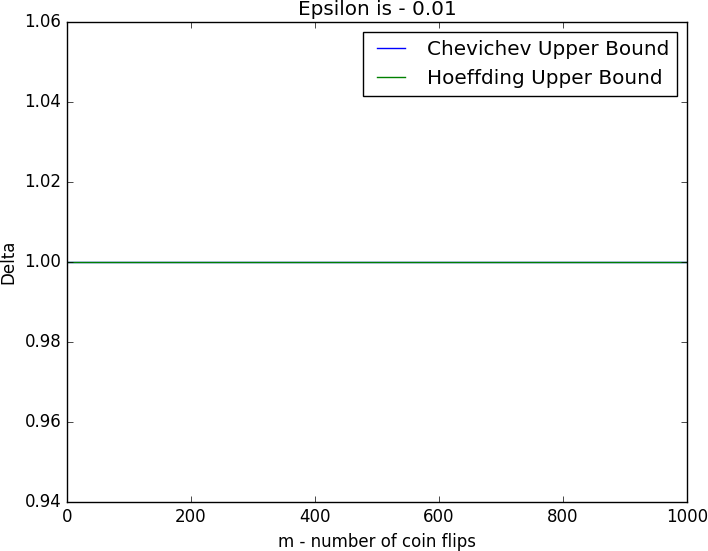 Epsilon is - 0.01
1.06
1.04
1.02
1.00
0.98
0.96
0.94
Delta
Chevichev Upper Bound
Hoeffding Upper Bound
0 200 400 600 800 1000
m - number of coin flips